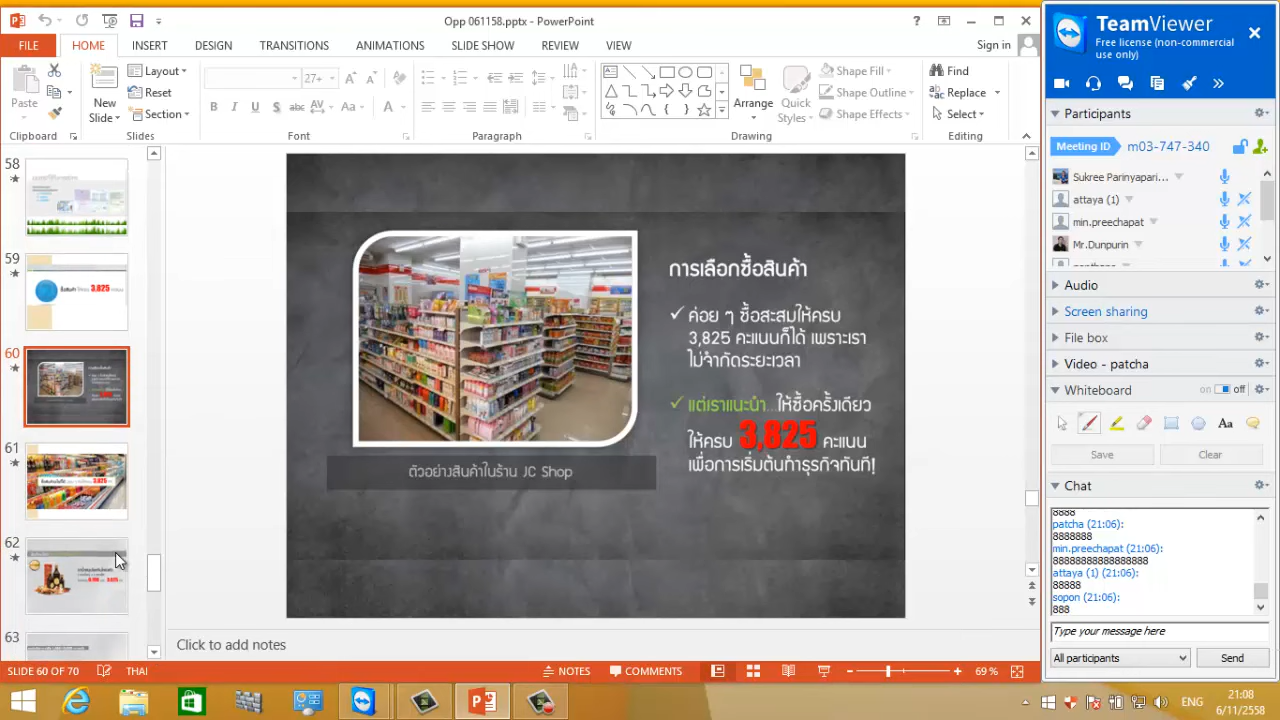 Opp 061158.pptx - PowerPoint
FILE
HOME
INSERT
DESIGN
TRANSITIONS
ANIMATIONS
SLIDE SHOW
REVIEW
VIEW
Sign in
Paste
New
Slide
Layout
Reset
Section
27+
B I U S abc AV Aa A
Shape Fill
Shape Outline
Shape Effects
Arrange
Quick
Styles
Find
Replace
Select
Clipboard
Slides
Font
Paragraph
Drawing
Editing
58
59
3,825
60
61
62
63
การเลือกซื้อสินค้า
ค่อย ๆ ซื้อสะสมให้ครบ
3,825 คะแนนก็ได้ เพราะเรา
ไม่จำกัดระยะเวลา
แต่เราแนะนำ...ให้ซื้อครั้งเดียว
ให้ครบ 3,825 คะแนน
เพื่อการเริ่มต้นทำธุรกิจทันที!
ตัวอย่างสินค้าในร้าน JC Shop
Click to add notes
SLIDE 60 OF 70
THAI
NOTES
COMMENTS
69 %
TeamViewer
Free license (non-commercial
use only)
Participants
Meeting ID
m03-747-340
Sukree Parinyapari...
attaya (1)
min.preechapat
Mr.Dunpurin
Audio
Screen sharing
File box
Video - patcha
Whiteboard
on
off
Aa
Save
Clear
Chat
8888
patcha (21:06):
8888888
min.preechapat (21:06):
88888888888888888
attaya (1) (21:06):
88888
sopon (21:06):
888
Type your message here
All participants
Send
ENG
21:08
6/11/2558